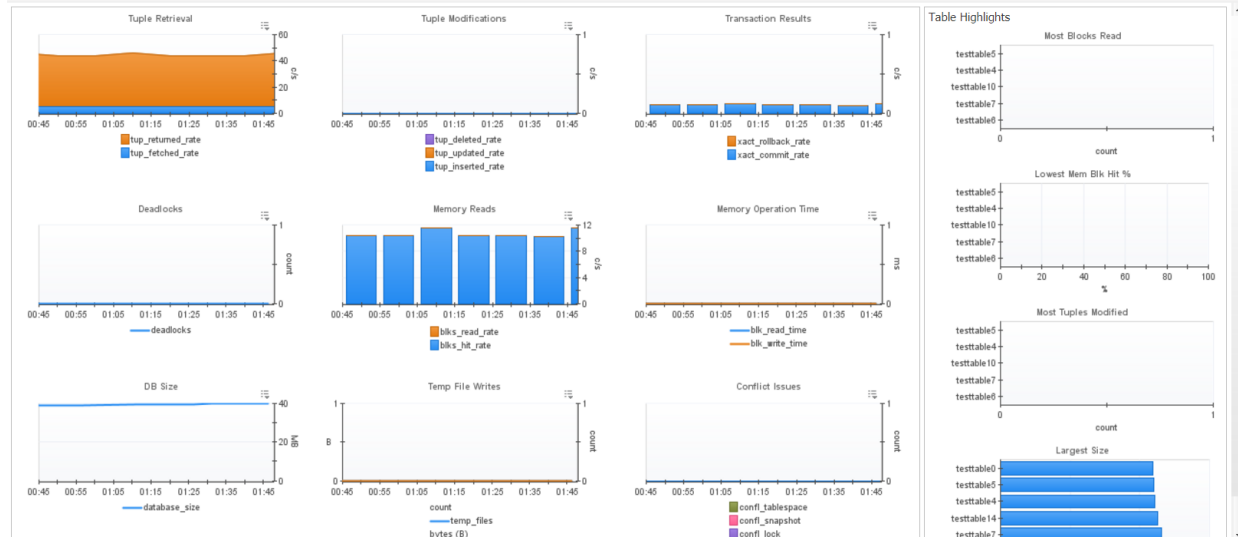 Table Highlights
Tuple Retrieval
60
40
20
0
c/s
00:45 00:55 01:05 01:15 01:25 01:35 01:45
tup_returned_rate
tup_fetched_rate
Tuple Modifications
1
0
c/s
00:45 00:55 01:05 01:15 01:25 01:35 01:45
tup_deleted_rate
tup_updated_rate
tup_inserted_rate
Transaction Results
1
0
c/s
00:45 00:55 01:05 01:15 01:25 01:35 01:45
xact_rollback_rate
xact_commit_rate
Deadlocks
1
0
count
00:45 00:55 01:05 01:15 01:25 01:35 01:45
deadlocks
Memory Reads
12
8
4
0
c/s
00:45 00:55 01:05 01:15 01:25 01:35 01:45
blks_read_rate
blks_hit_rate
Memory Operation Time
1
0
ms
00:45 00:55 01:05 01:15 01:25 01:35 01:45
blk_read_time
blk_write_time
DB Size
40
20
0
MB
00:45 00:55 01:05 01:15 01:25 01:35 01:45
database_size
Temp File Writes
1
B
0
1
0
count
00:45 00:55 01:05 01:15 01:25 01:35 01:45
count
temp_files
bytes (B)
Conflict Issues
1
0
count
00:45 00:55 01:05 01:15 01:25 01:35 01:45
confl_tablespace
confl_snapshot
confl_lock
Most Blocks Read
testtable5
testtable4
testtable10
testtable7
testtable6
0 1
count
Lowest Mem Blk Hit %
testtable5
testtable4
testtable10
testtable7
testtable6
0 20 40 60 80 100
%
Most Tuples Modified
testtable5
testtable4
testtable10
testtable7
testtable6
0 1
count
Largest Size
testtable0
testtable5
testtable4
testtable14
testtable7